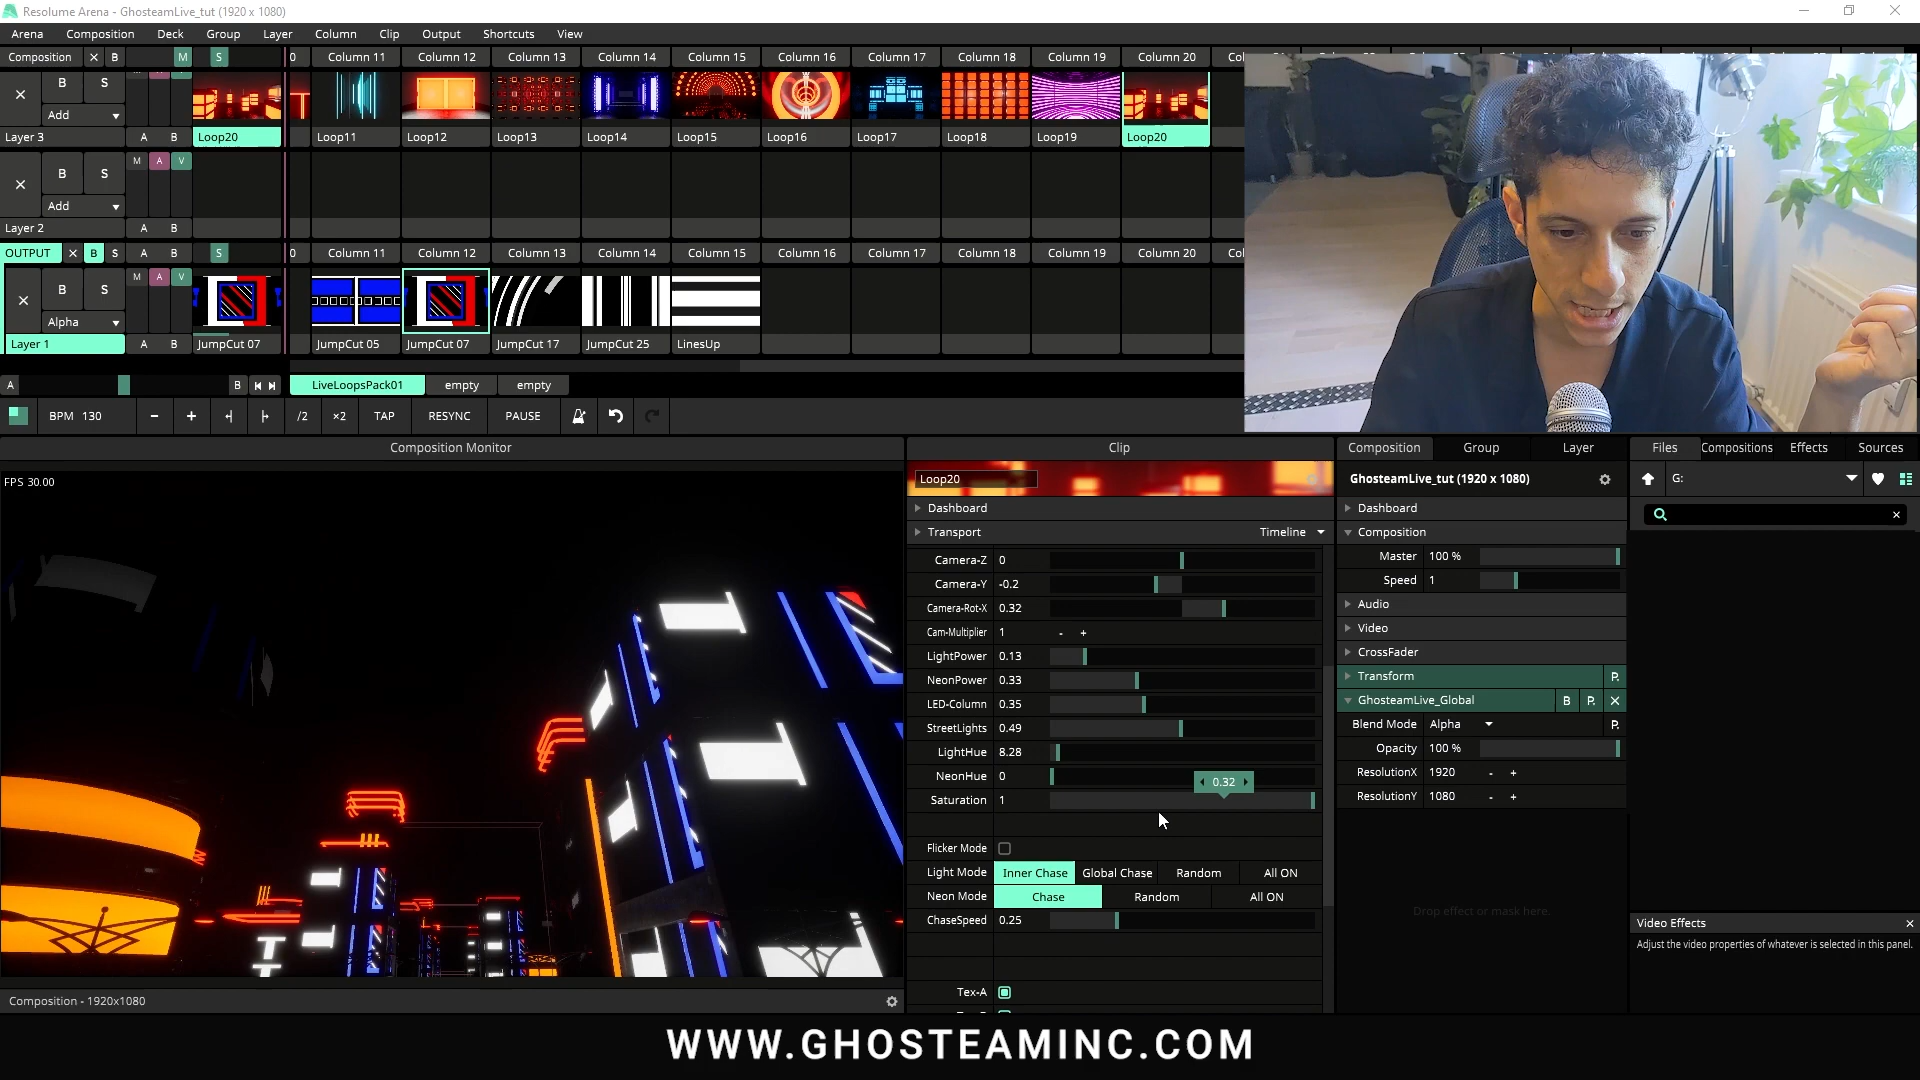 Resolume Arena - GhosteamLive_tut (1920 x 1080)
Arena Composition Deck Group Layer Column Clip Output Shortcuts View
Composition B M S 0 Column 11 Column 12 Column 13 Column 14 Column 15 Column 16 Column 17 Column 18 Column 19 Column 20
B S
Add
Layer 3 A B Loop20 Loop11 Loop12 Loop13 Loop14 Loop15 Loop16 Loop17 Loop18 Loop19 Loop20
M A V
B S
Add
Layer 2 A B
OUTPUT B S A B S 0 Column 11 Column 12 Column 13 Column 14 Column 15 Column 16 Column 17 Column 18 Column 19 Column 20
M A V
B S
Alpha
Layer 1 A B JumpCut 07 JumpCut 05 JumpCut 07 JumpCut 17 JumpCut 25 LinesUp
A B LiveLoopsPack01 empty empty
BPM 130 - + /2 ×2 TAP RESYNC PAUSE
Composition Monitor
FPS 30.00
Composition - 1920x1080
Clip
Loop20
Dashboard
Transport Timeline
Camera-Z 0
Camera-Y -0.2
Camera-Rot-X 0.32
Cam-Multiplier 1 - +
LightPower 0.13
NeonPower 0.33
LED-Column 0.35
StreetLights 0.49
LightHue 8.28
NeonHue 0
0.32
Saturation 1
Flicker Mode
Light Mode Inner Chase Global Chase Random All ON
Neon Mode Chase Random All ON
ChaseSpeed 0.25
Tex-A
Composition Group Layer
GhosteamLive_tut (1920 x 1080)
Dashboard
Composition
Master 100 %
Speed 1
Audio
Video
CrossFader
Transform P.
GhosteamLive_Global B P.
Blend Mode Alpha P.
Opacity 100 %
ResolutionX 1920 - +
ResolutionY 1080 - +
Drop effect or mask here.
Files Compositions Effects Sources
G:
Video Effects
Adjust the video properties of whatever is selected in this panel.
WWW.GHOSTEAMINC.COM